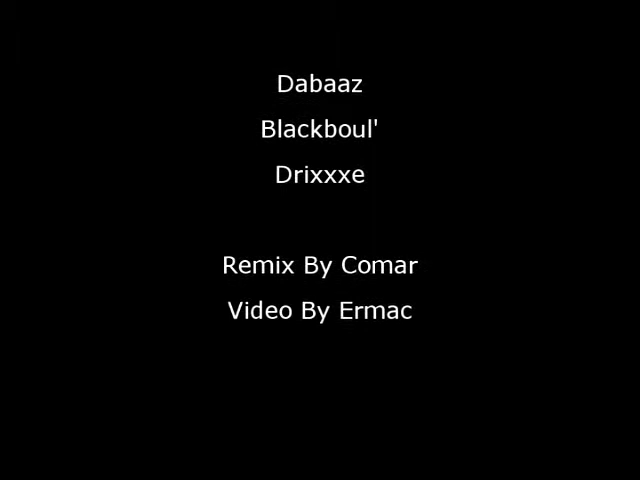 Dabaaz
Blackboul'
Drixxxe
Remix By Comar
Video By Ermac